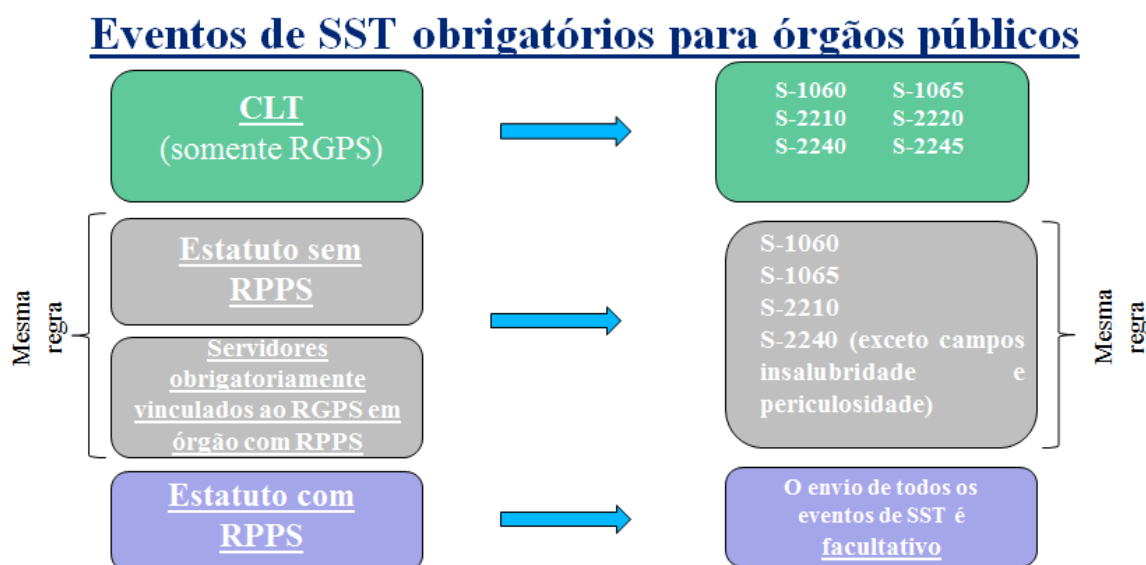 Eventos de SST obrigatórios para órgãos públicos
CLT
(somente RGPS)
S-1060 S-1065
S-2210 S-2220
S-2240 S-2245
Mesma
regra
Estatuto sem
RPPS
Servidores
obrigatoriamente
vinculados ao RGPS em
órgão com RPPS
S-1060
S-1065
S-2210
S-2240 (exceto campos
insalubridade e
periculosidade)
Mesma
regra
Estatuto com
RPPS
O envio de todos os
eventos de SST é
facultativo